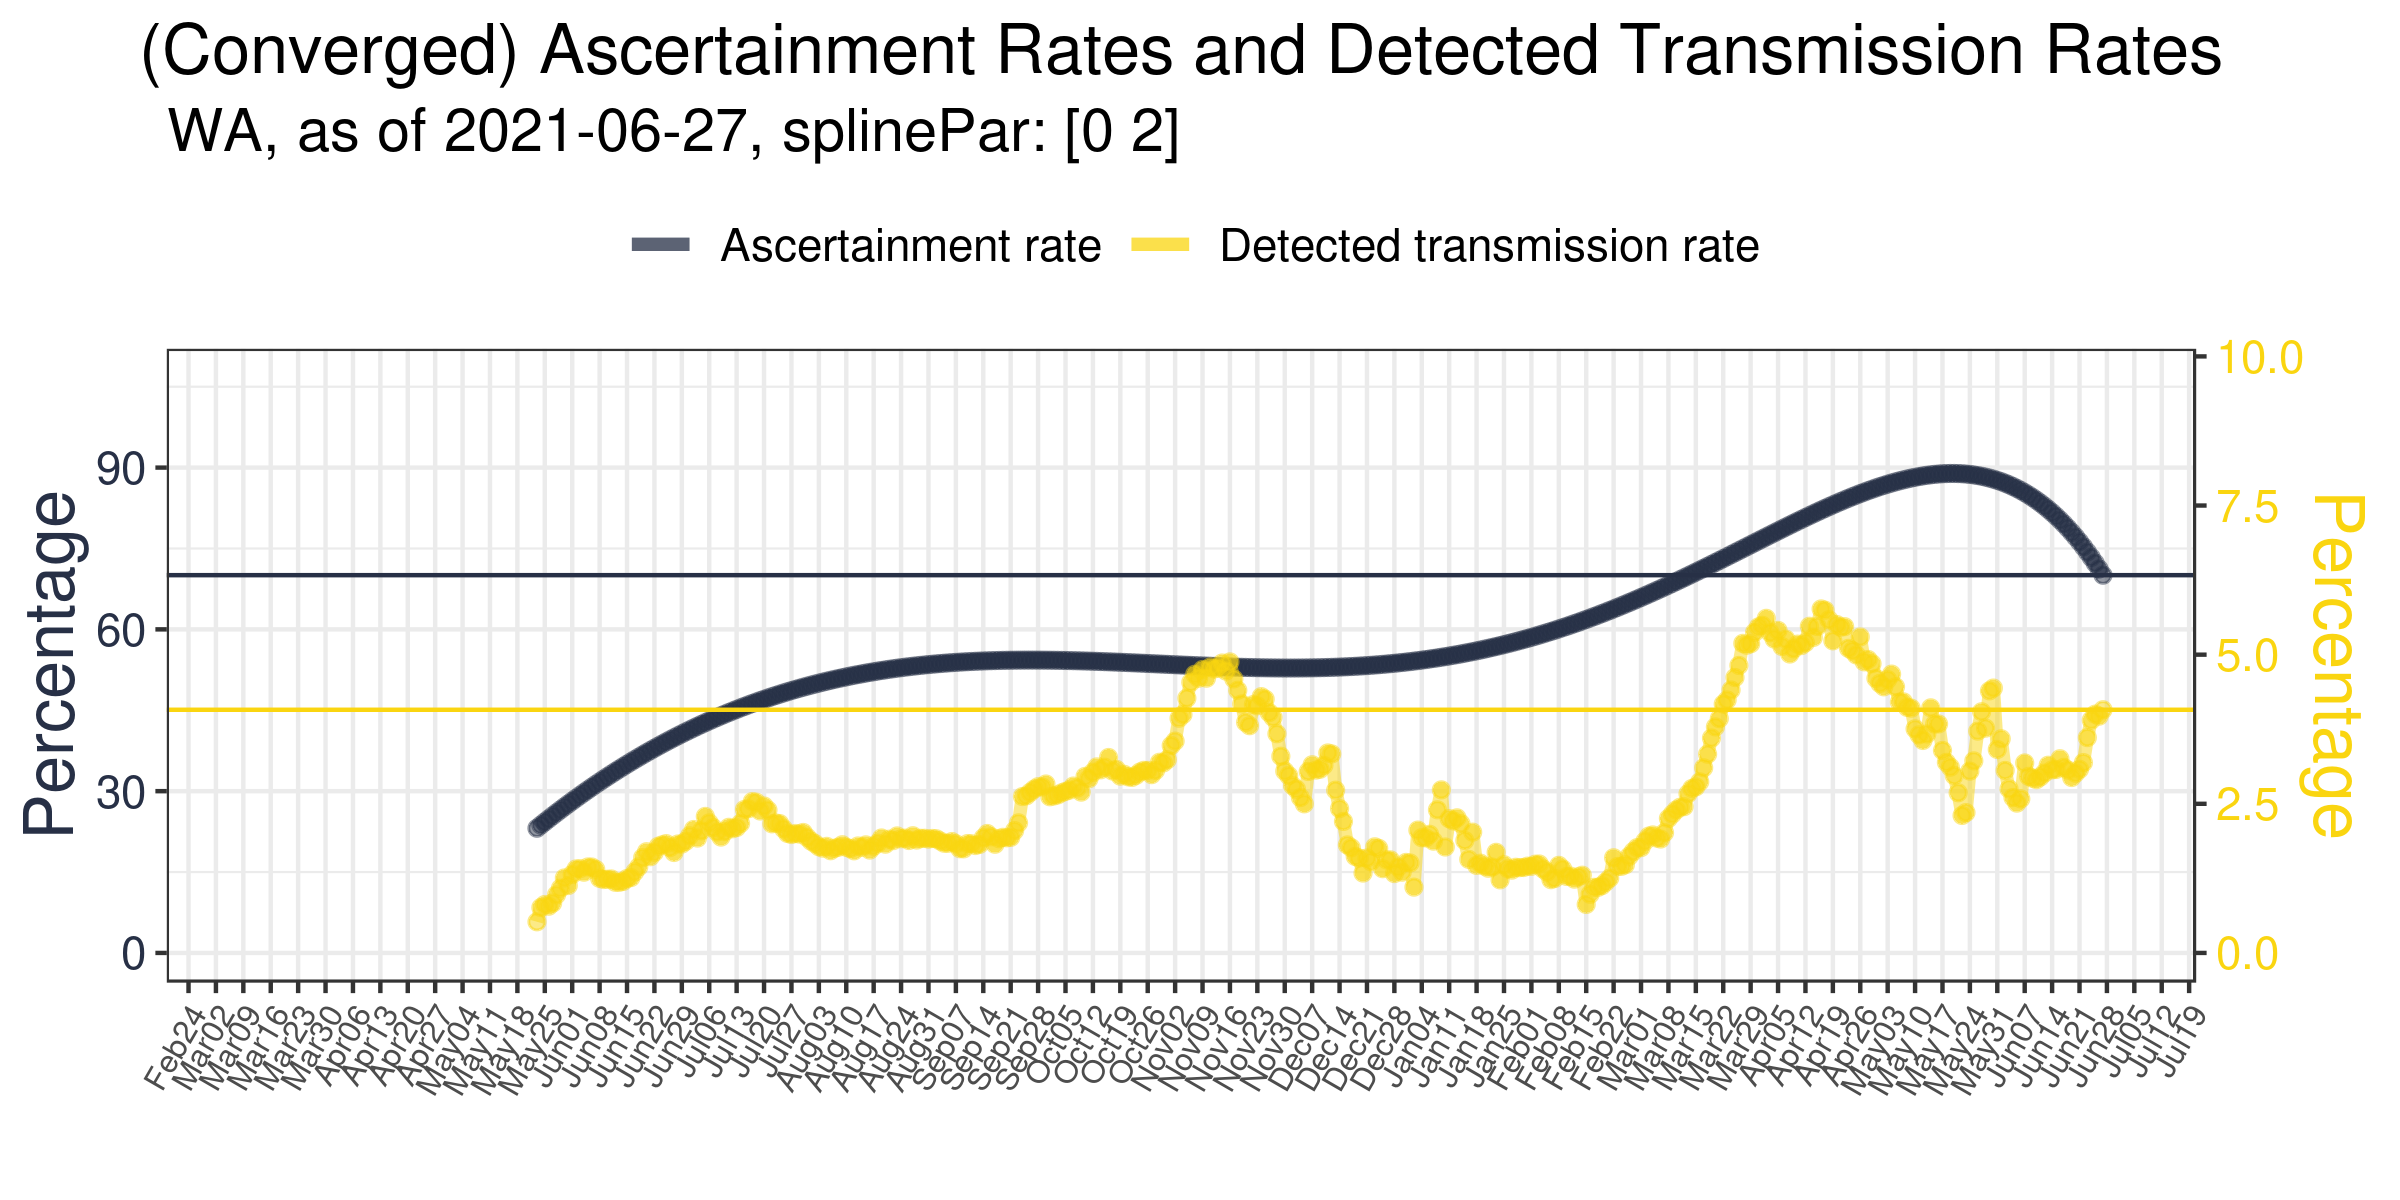 (Converged) Ascertainment Rates and Detected Transmission Rates
WA, as of 2021-06-27, splinePar: [0 2]
Ascertainment rate
Detected transmission rate
Percentage
90
60
30
0
10.0
7.5
5.0
2.5
0.0
Percentage
Feb24
Mar02
Mar09
Mar16
Mar23
Mar30
Apr06
Apr13
Apr20
Apr27
May04
May11
May18
May25
Jun01
Jun08
Jun15
Jun22
Jun29
Jul06
Jul13
Jul20
Jul27
Aug03
Aug10
Aug17
Aug24
Aug31
Sep07
Sep14
Sep21
Sep28
Oct05
Oct12
Oct19
Oct26
Nov02
Nov09
Nov16
Nov23
Nov30
Dec07
Dec14
Dec21
Dec28
Jan04
Jan11
Jan18
Jan25
Feb01
Feb08
Feb15
Feb22
Mar01
Mar08
Mar15
Mar22
Mar29
Apr05
Apr12
Apr19
Apr26
May03
May10
May17
May24
May31
Jun07
Jun14
Jun21
Jun28
Jul05
Jul12
Jul19